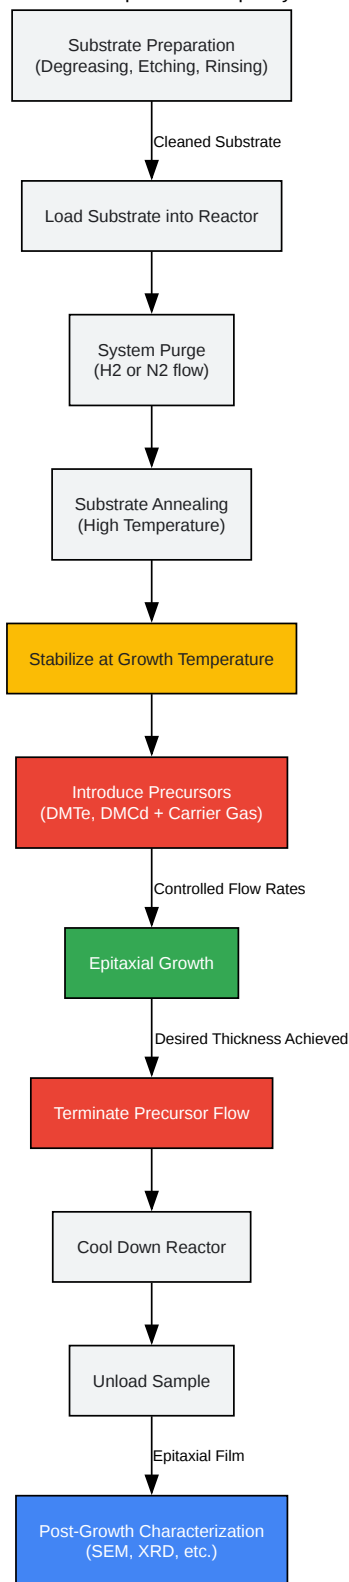 Substrate Preparation
(Degreasing, Etching, Rinsing)
Cleaned Substrate
Load Substrate into Reactor
System Purge
(H2 or N2 flow)
Substrate Annealing
(High Temperature)
Stabilize at Growth Temperature
Introduce Precursors
(DMTe, DMCd + Carrier Gas)
Controlled Flow Rates
Epitaxial Growth
Desired Thickness Achieved
Terminate Precursor Flow
Cool Down Reactor
Unload Sample
Epitaxial Film
Post-Growth Characterization
(SEM, XRD, etc.)